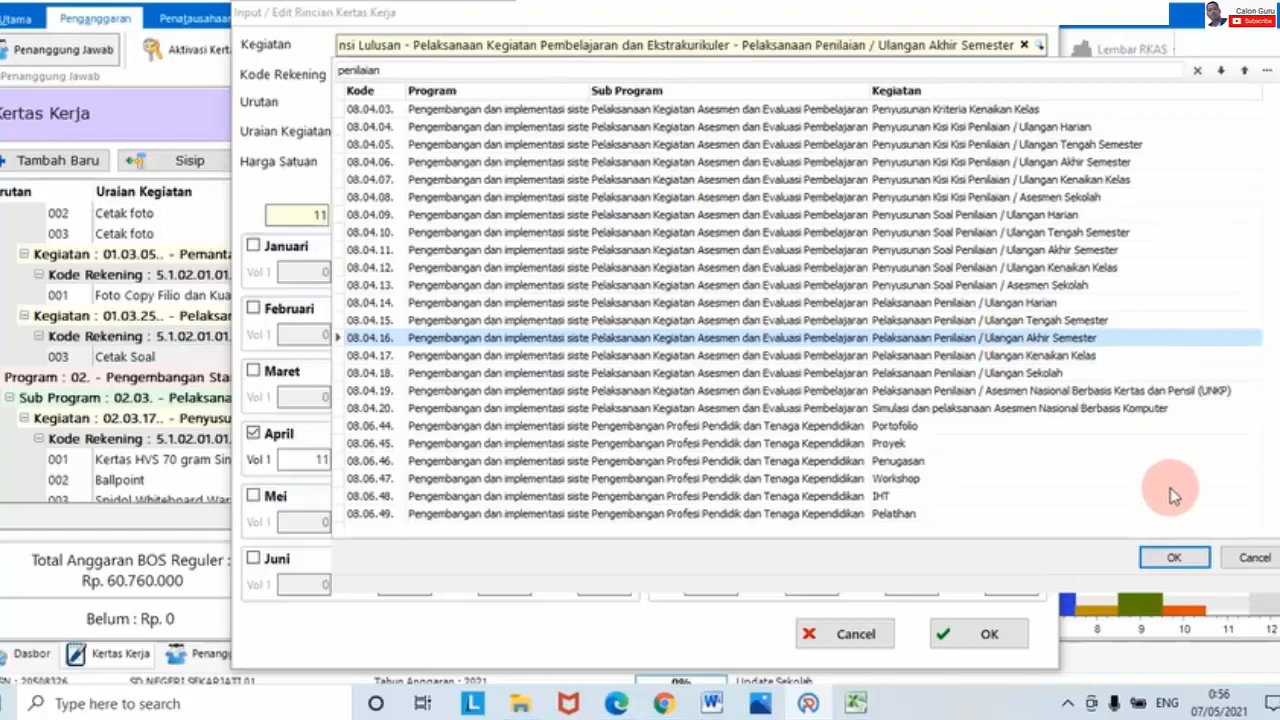 Utama Penganggaran Penatausahaan
Penanggung Jawab Aktivasi Kert
Penanggung Jawab
Kertas Kerja
Tambah Baru Sisip
rutan Uraian Kegiatan
002 Cetak foto
003 Cetak foto
Kegiatan : 01.03.05.. - Pemanta
Kode Rekening : 5.1.02.01.01.
001 Foto Copy Filio dan Kua
Kegiatan : 01.03.25.. - Pelaksar
Kode Rekening : 5.1.02.01.01.
003 Cetak Soal
Program : 02. - Pengembangan Sta
Sub Program : 02.03. - Pelaksana
Kegiatan : 02.03.17.. - Penyusu
Kode Rekening : 5.1.02.01.01.
001 Kertas HVS 70 gram Sin
002 Ballpoint
003 Spidol Whiteboard War
Total Anggaran BOS Reguler :
Rp. 60.760.000
Belum : Rp. 0
Dasbor Kertas Kerja Penangg
Input / Edit Rincian Kertas Kerja
Kegiatan nsi Lulusan - Pelaksanaan Kegiatan Pembelajaran dan Ekstrakurikuler - Pelaksanaan Penilaian / Ulangan Akhir Semester
Kode Rekening
Urutan
Uraian Kegiatan
Harga Satuan
11
Januari
Vol 1 0
Februari
Vol 1 0
Maret
Vol 1 0
April
Vol 1 11
Mei
Vol 1 0
Juni
Vol 1 0
penilaian
Kode Program Sub Program Kegiatan
08.04.03. Pengembangan dan implementasi siste Pelaksanaan Kegiatan Asesmen dan Evaluasi Pembelajaran Penyusunan Kriteria Kenaikan Kelas
08.04.04. Pengembangan dan implementasi siste Pelaksanaan Kegiatan Asesmen dan Evaluasi Pembelajaran Penyusunan Kisi Kisi Penilaian / Ulangan Harian
08.04.05. Pengembangan dan implementasi siste Pelaksanaan Kegiatan Asesmen dan Evaluasi Pembelajaran Penyusunan Kisi Kisi Penilaian / Ulangan Tengah Semester
08.04.06. Pengembangan dan implementasi siste Pelaksanaan Kegiatan Asesmen dan Evaluasi Pembelajaran Penyusunan Kisi Kisi Penilaian / Ulangan Akhir Semester
08.04.07. Pengembangan dan implementasi siste Pelaksanaan Kegiatan Asesmen dan Evaluasi Pembelajaran Penyusunan Kisi Kisi Penilaian / Ulangan Kenaikan Kelas
08.04.08. Pengembangan dan implementasi siste Pelaksanaan Kegiatan Asesmen dan Evaluasi Pembelajaran Penyusunan Kisi Kisi Penilaian / Asesmen Sekolah
08.04.09. Pengembangan dan implementasi siste Pelaksanaan Kegiatan Asesmen dan Evaluasi Pembelajaran Penyusunan Soal Penilaian / Ulangan Harian
08.04.10. Pengembangan dan implementasi siste Pelaksanaan Kegiatan Asesmen dan Evaluasi Pembelajaran Penyusunan Soal Penilaian / Ulangan Tengah Semester
08.04.11. Pengembangan dan implementasi siste Pelaksanaan Kegiatan Asesmen dan Evaluasi Pembelajaran Penyusunan Soal Penilaian / Ulangan Akhir Semester
08.04.12. Pengembangan dan implementasi siste Pelaksanaan Kegiatan Asesmen dan Evaluasi Pembelajaran Penyusunan Soal Penilaian / Ulangan Kenaikan Kelas
08.04.13. Pengembangan dan implementasi siste Pelaksanaan Kegiatan Asesmen dan Evaluasi Pembelajaran Penyusunan Soal Penilaian / Asesmen Sekolah
08.04.14. Pengembangan dan implementasi siste Pelaksanaan Kegiatan Asesmen dan Evaluasi Pembelajaran Pelaksanaan Penilaian / Ulangan Harian
08.04.15. Pengembangan dan implementasi siste Pelaksanaan Kegiatan Asesmen dan Evaluasi Pembelajaran Pelaksanaan Penilaian / Ulangan Tengah Semester
08.04.16. Pengembangan dan implementasi siste Pelaksanaan Kegiatan Asesmen dan Evaluasi Pembelajaran Pelaksanaan Penilaian / Ulangan Akhir Semester
08.04.17. Pengembangan dan implementasi siste Pelaksanaan Kegiatan Asesmen dan Evaluasi Pembelajaran Pelaksanaan Penilaian / Ulangan Kenaikan Kelas
08.04.18. Pengembangan dan implementasi siste Pelaksanaan Kegiatan Asesmen dan Evaluasi Pembelajaran Pelaksanaan Penilaian / Ulangan Sekolah
08.04.19. Pengembangan dan implementasi siste Pelaksanaan Kegiatan Asesmen dan Evaluasi Pembelajaran Pelaksanaan Penilaian / Asesmen Nasional Berbasis Kertas dan Pensil (UNKP)
08.04.20. Pengembangan dan implementasi siste Pelaksanaan Kegiatan Asesmen dan Evaluasi Pembelajaran Simulasi dan pelaksanaan Asesmen Nasional Berbasis Komputer
08.06.44. Pengembangan dan implementasi siste Pengembangan Profesi Pendidik dan Tenaga Kependidikan Portofolio
08.06.45. Pengembangan dan implementasi siste Pengembangan Profesi Pendidik dan Tenaga Kependidikan Proyek
08.06.46. Pengembangan dan implementasi siste Pengembangan Profesi Pendidik dan Tenaga Kependidikan Penugasan
08.06.47. Pengembangan dan implementasi siste Pengembangan Profesi Pendidik dan Tenaga Kependidikan Workshop
08.06.48. Pengembangan dan implementasi siste Pengembangan Profesi Pendidik dan Tenaga Kependidikan IHT
08.06.49. Pengembangan dan implementasi siste Pengembangan Profesi Pendidik dan Tenaga Kependidikan Pelatihan
OK Cancel
Cancel OK
Lembar RKAS
Calon Guru
Subscribe
8 9 10 11 12
SN : 20508326 SD NEGERI SEKARJATI 01 Tahun Anggaran : 2021 0% Update Sekolah
Type here to search
ENG
0:56
07/05/2021